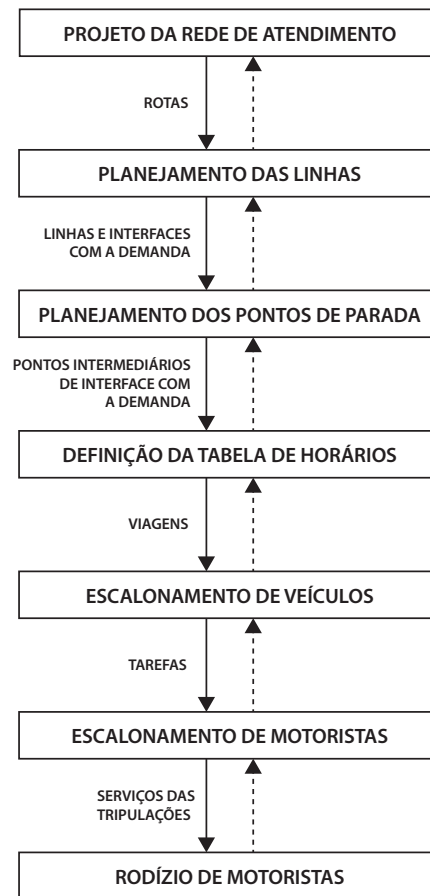 PROJETO DA REDE DE ATENDIMENTO
ROTAS
PLANEJAMENTO DAS LINHAS
LINHAS E INTERFACES
COM A DEMANDA
PLANEJAMENTO DOS PONTOS DE PARADA
PONTOS INTERMEDIÁRIOS
DE INTERFACE COM
A DEMANDA
DEFINIÇÃO DA TABELA DE HORÁRIOS
VIAGENS
ESCALONAMENTO DE VEÍCULOS
TAREFAS
ESCALONAMENTO DE MOTORISTAS
SERVIÇOS DAS
TRIPULAÇÕES
RODÍZIO DE MOTORISTAS